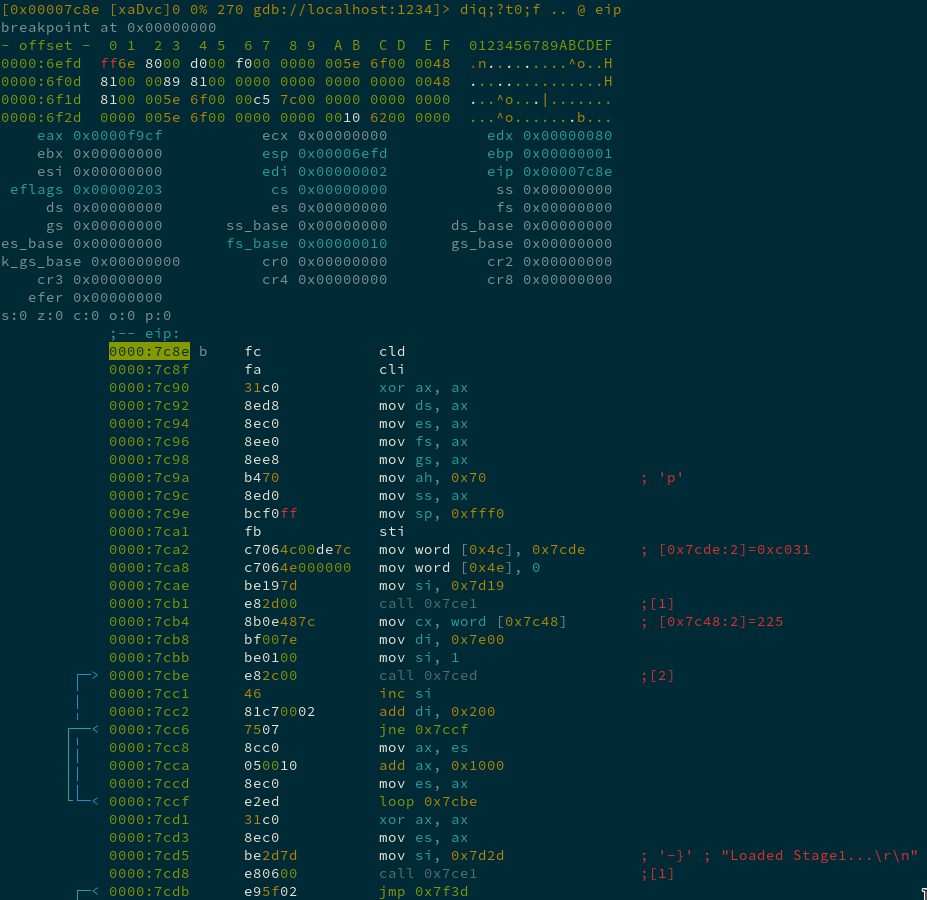 [0x00007c8e [xaDvc]0 0% 270 gdb://localhost:1234]> diq;?t0;f .. @ eip
breakpoint at 0x00000000
- offset -  0 1  2 3  4 5  6 7  8 9  A B  C D  E F  0123456789ABCDEF
0000:6efd  ff6e 8000 d000 f000 0000 005e 6f00 0048  .n.........^o..H
0000:6f0d  8100 0089 8100 0000 0000 0000 0000 0048  ...............H
0000:6f1d  8100 005e 6f00 00c5 7c00 0000 0000 0000  ...^o...|.......
0000:6f2d  0000 005e 6f00 0000 0000 0010 6200 0000  ...^o.......b...
eax 0x0000f9cf ecx 0x00000000 edx 0x00000080
ebx 0x00000000 esp 0x00006efd ebp 0x00000001
esi 0x00000000 edi 0x00000002 eip 0x00007c8e
eflags 0x00000203 cs 0x00000000 ss 0x00000000
ds 0x00000000 es 0x00000000 fs 0x00000000
gs 0x00000000 ss_base 0x00000000 ds_base 0x00000000
es_base 0x00000000 fs_base 0x00000010 gs_base 0x00000000
k_gs_base 0x00000000 cr0 0x00000000 cr2 0x00000000
cr3 0x00000000 cr4 0x00000000 cr8 0x00000000
efer 0x00000000
s:0 z:0 c:0 o:0 p:0
;-- eip:
0000:7c8e b fc cld
0000:7c8f fa cli
0000:7c90 31c0 xor ax, ax
0000:7c92 8ed8 mov ds, ax
0000:7c94 8ec0 mov es, ax
0000:7c96 8ee0 mov fs, ax
0000:7c98 8ee8 mov gs, ax
0000:7c9a b470 mov ah, 0x70 ; 'p'
0000:7c9c 8ed0 mov ss, ax
0000:7c9e bcf0ff mov sp, 0xfff0
0000:7ca1 fb sti
0000:7ca2 c7064c00de7c mov word [0x4c], 0x7cde ; [0x7cde:2]=0xc031
0000:7ca8 c7064e000000 mov word [0x4e], 0
0000:7cae be197d mov si, 0x7d19
0000:7cb1 e82d00 call 0x7ce1 ;[1]
0000:7cb4 8b0e487c mov cx, word [0x7c48] ; [0x7c48:2]=225
0000:7cb8 bf007e mov di, 0x7e00
0000:7cbb be0100 mov si, 1
0000:7cbe e82c00 call 0x7ced ;[2]
0000:7cc1 46 inc si
0000:7cc2 81c70002 add di, 0x200
0000:7cc6 7507 jne 0x7ccf
0000:7cc8 8cc0 mov ax, es
0000:7cca 050010 add ax, 0x1000
0000:7ccd 8ec0 mov es, ax
0000:7ccf e2ed loop 0x7cbe
0000:7cd1 31c0 xor ax, ax
0000:7cd3 8ec0 mov es, ax
0000:7cd5 be2d7d mov si, 0x7d2d ; '-}' ; "Loaded Stage1...\r\n"
0000:7cd8 e80600 call 0x7ce1 ;[1]
0000:7cdb e95f02 jmp 0x7f3d